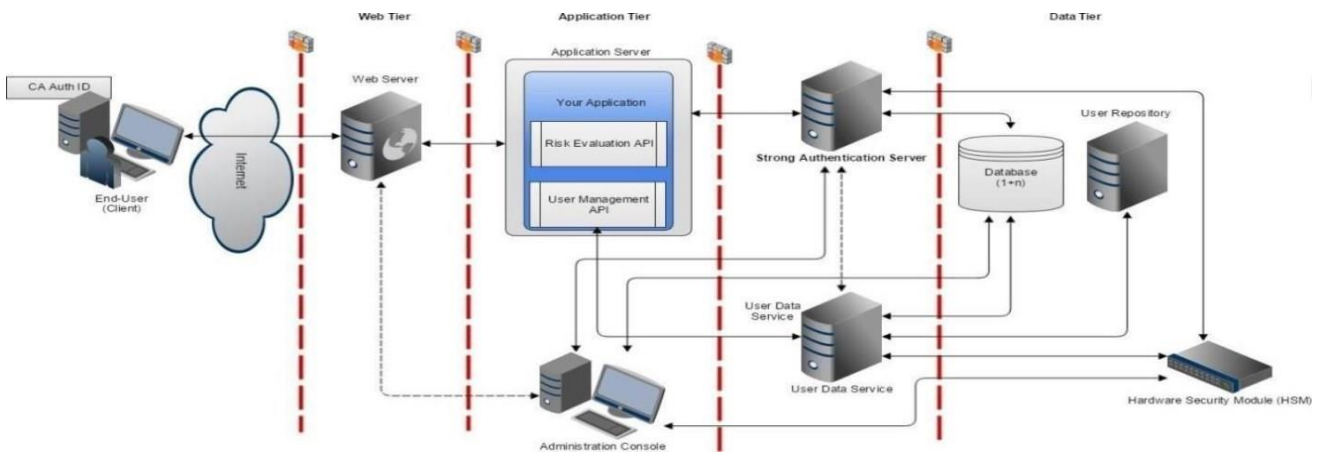 Web Tier
Application Tier
Data Tier
Application Server
CA Auth ID
Web Server
Your Application
User Repository
Risk Evaluation API
Strong Authentication Server
Internet
Database
(1+n)
End-User
(Client)
User Management
API
User Data
Service
User Data Service
Hardware Security Module (HSM)
Administration Console